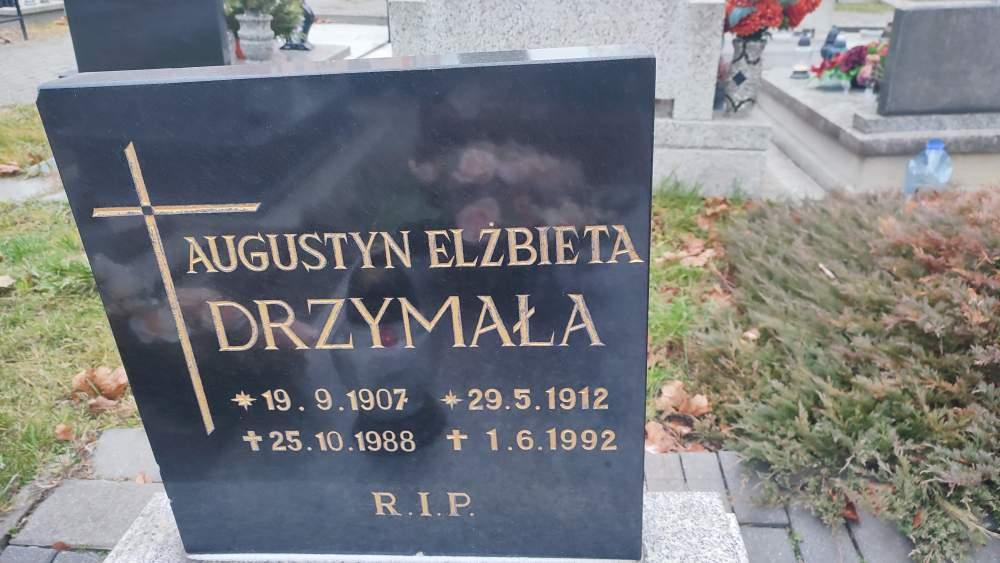 AUGUSTYN ELŻBIETA
DRZYMAŁA
* 19. 9. 1907 * 29. 5. 1912
✝ 25. 10. 1988 ✝ 1. 6. 1992
R.I.P.